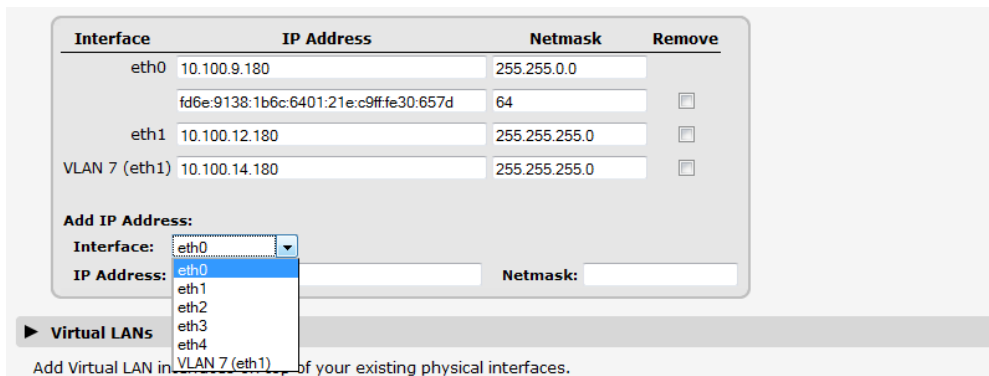 Interface IP Address Netmask Remove
eth0 10.100.9.180 255.255.0.0
fd6e:9138:1b6c:6401:21e:c9ff:fe30:657d 64
eth1 10.100.12.180 255.255.255.0
VLAN 7 (eth1) 10.100.14.180 255.255.255.0
Add IP Address:
Interface: eth0
IP Address: Netmask:
eth0
eth1
eth2
eth3
eth4
VLAN 7 (eth1)
Virtual LANs
Add Virtual LAN of your existing physical interfaces.